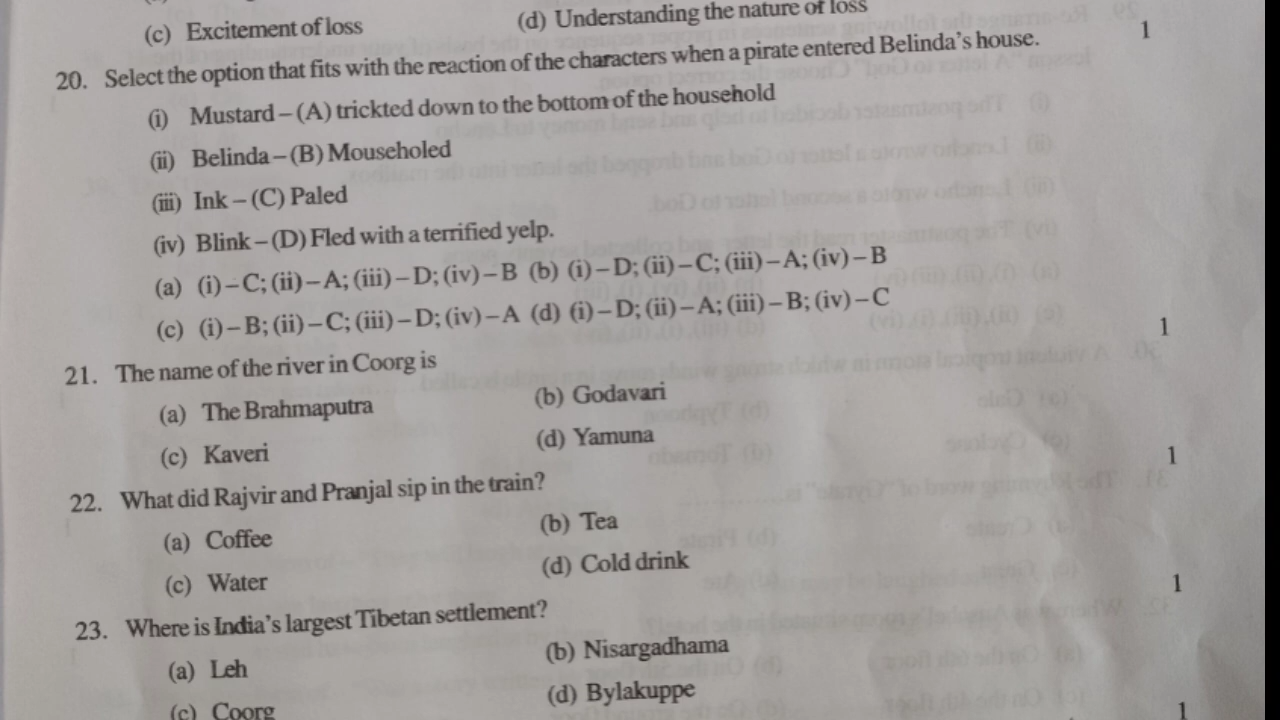 (c) Excitement of loss (d) Understanding the nature of loss
20. Select the option that fits with the reaction of the characters when a pirate entered Belinda's house. 1
(i) Mustard – (A) trickted down to the bottom of the household
(ii) Belinda – (B) Mouseholed
(iii) Ink – (C) Paled
(iv) Blink – (D) Fled with a terrified yelp.
(a) (i) – C; (ii) – A; (iii) – D; (iv) – B (b) (i) – D; (ii) – C; (iii) – A; (iv) – B
(c) (i) – B; (ii) – C; (iii) – D; (iv) – A (d) (i) – D; (ii) – A; (iii) – B; (iv) – C
21. The name of the river in Coorg is 1
(a) The Brahmaputra (b) Godavari
(c) Kaveri (d) Yamuna
22. What did Rajvir and Pranjal sip in the train? 1
(a) Coffee (b) Tea
(c) Water (d) Cold drink
23. Where is India's largest Tibetan settlement? 1
(a) Leh (b) Nisargadhama
(c) Coorg (d) Bylakuppe
1